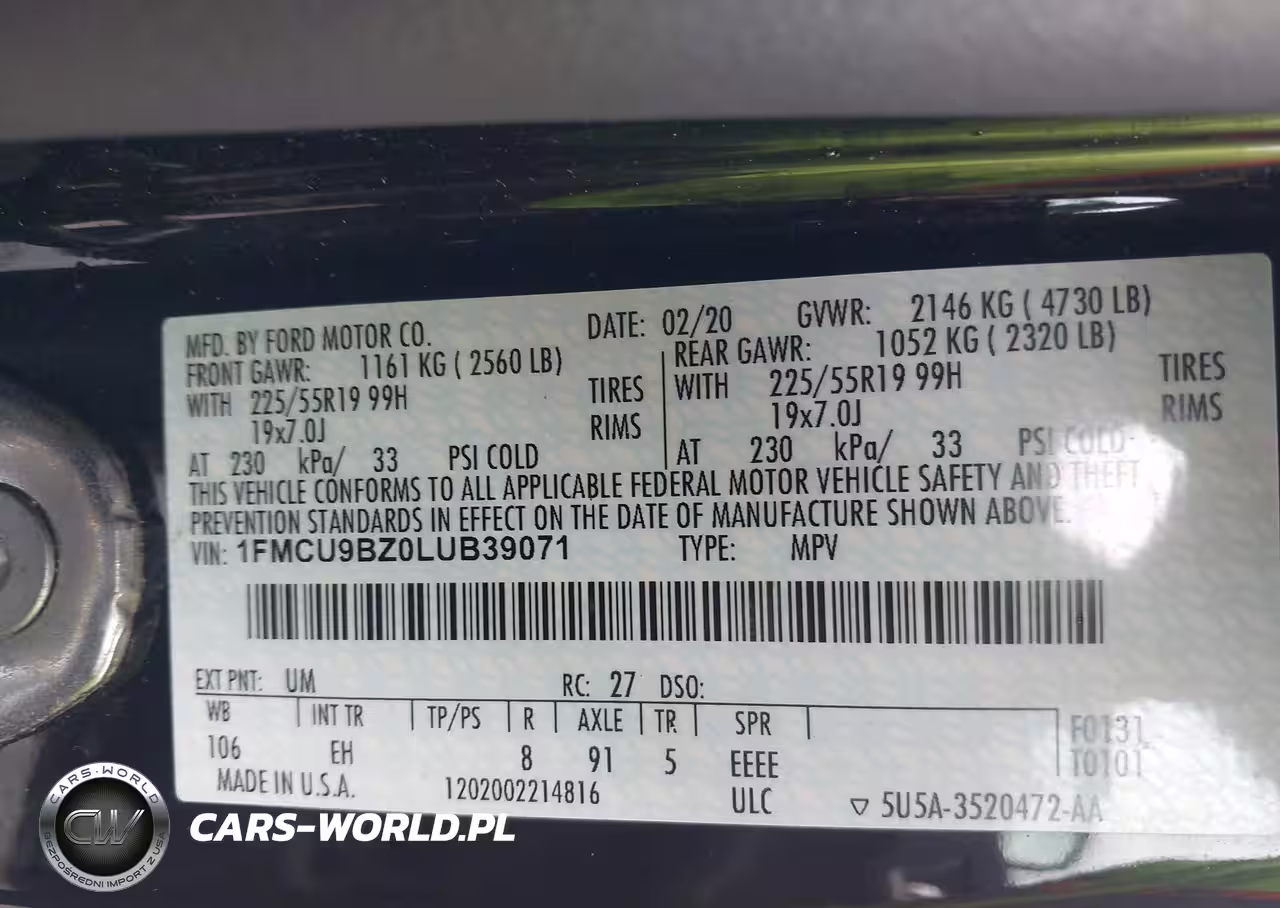 MFD. BY FORD MOTOR CO. DATE: 02/20 GVWR: 2146 KG ( 4730 LB)
FRONT GAWR: 1161 KG ( 2560 LB) REAR GAWR: 1052 KG ( 2320 LB)
WITH 225/55R19 99H TIRES WITH 225/55R19 99H TIRES
19x7.0J RIMS 19x7.0J RIMS
AT 230 kPa/ 33 PSI COLD AT 230 kPa/ 33 PSI COLD
THIS VEHICLE CONFORMS TO ALL APPLICABLE FEDERAL MOTOR VEHICLE SAFETY AND THEFT
PREVENTION STANDARDS IN EFFECT ON THE DATE OF MANUFACTURE SHOWN ABOVE.
VIN: 1FMCU9BZ0LUB39071 TYPE: MPV
EXT PNT: UM RC: 27 DSO:
WB INT TR TP/PS R AXLE TR SPR F0131
106 EH 8 91 5 EEEE T0101
MADE IN U.S.A. 1202002214816 ULC ▽ 5U5A-3520472-AA
CARS-WORLD
CW
BEZPOŚREDNI IMPORT Z USA
CARS-WORLD.PL